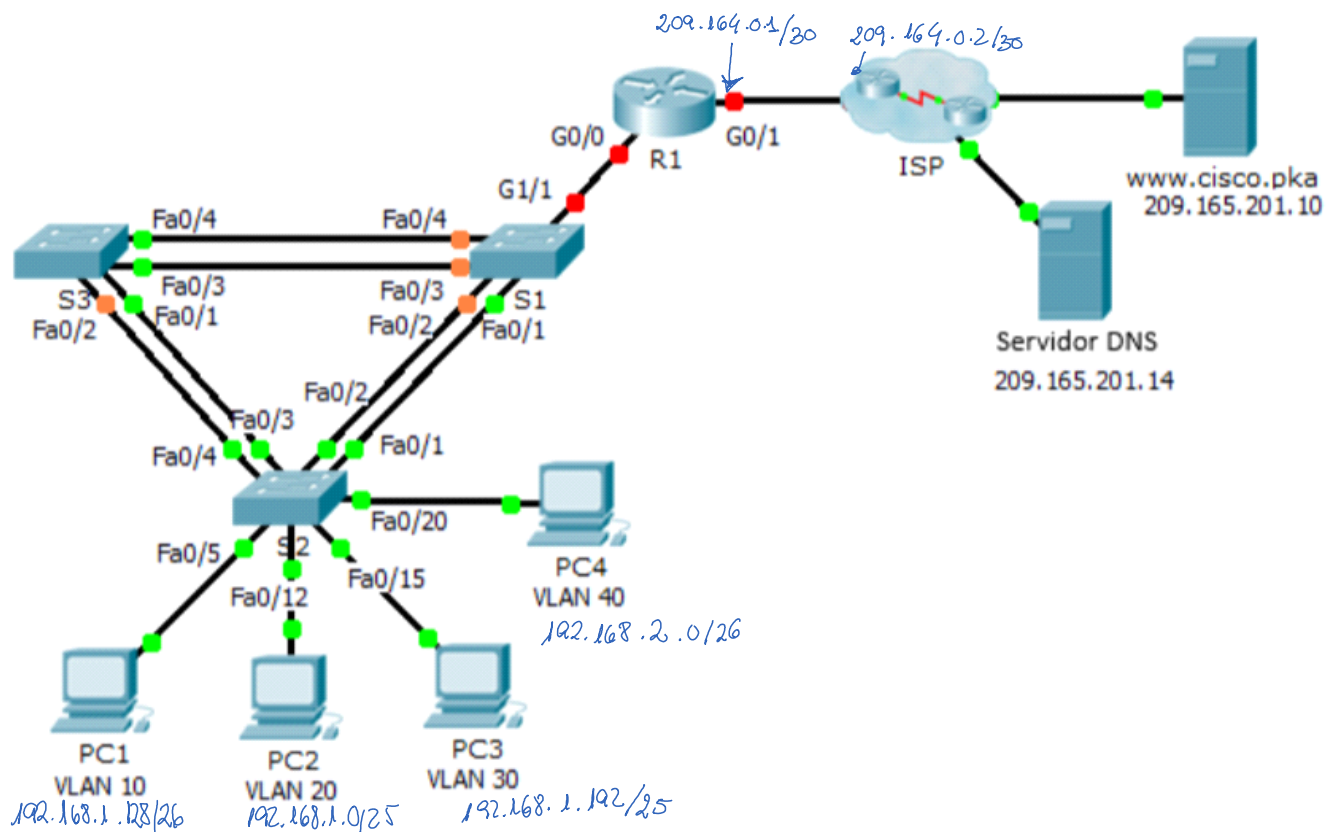 209.164.0.1/30
209.164.0.2/30
G0/0
R1
G0/1
ISP
www.cisco.pka
209.165.201.10
G1/1
Fa0/4
Fa0/4
S3
Fa0/3
Fa0/3
S1
Fa0/2
Fa0/1
Fa0/2
Fa0/1
Servidor DNS
209.165.201.14
Fa0/2
Fa0/3
Fa0/4
Fa0/1
Fa0/20
S2
Fa0/5
Fa0/12
Fa0/15
PC4
VLAN 40
192.168.2.0/26
PC1
VLAN 10
192.168.1.128/26
PC2
VLAN 20
192.168.1.0/25
PC3
VLAN 30
192.168.1.192/25